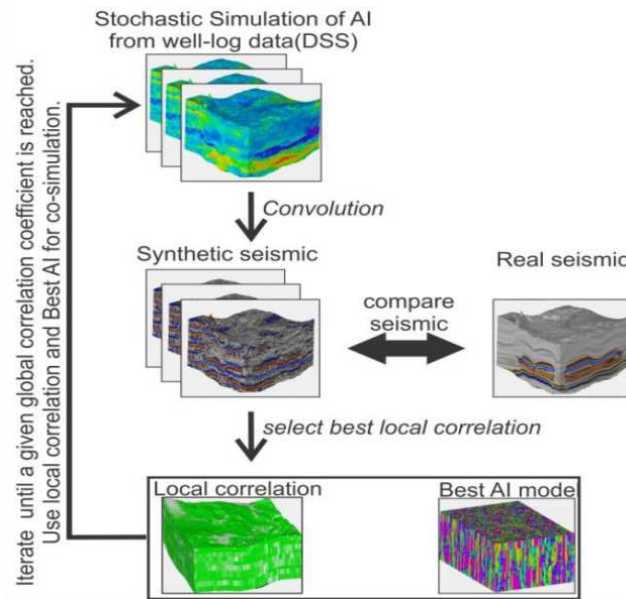 Stochastic Simulation of AI
from well-log data(DSS)
Iterate until a given global correlation coefficient is reached.
Use local correlation and Best AI for co-simulation.
Convolution
Synthetic seismic
Real seismic
compare
seismic
select best local correlation
Local correlation
Best AI model